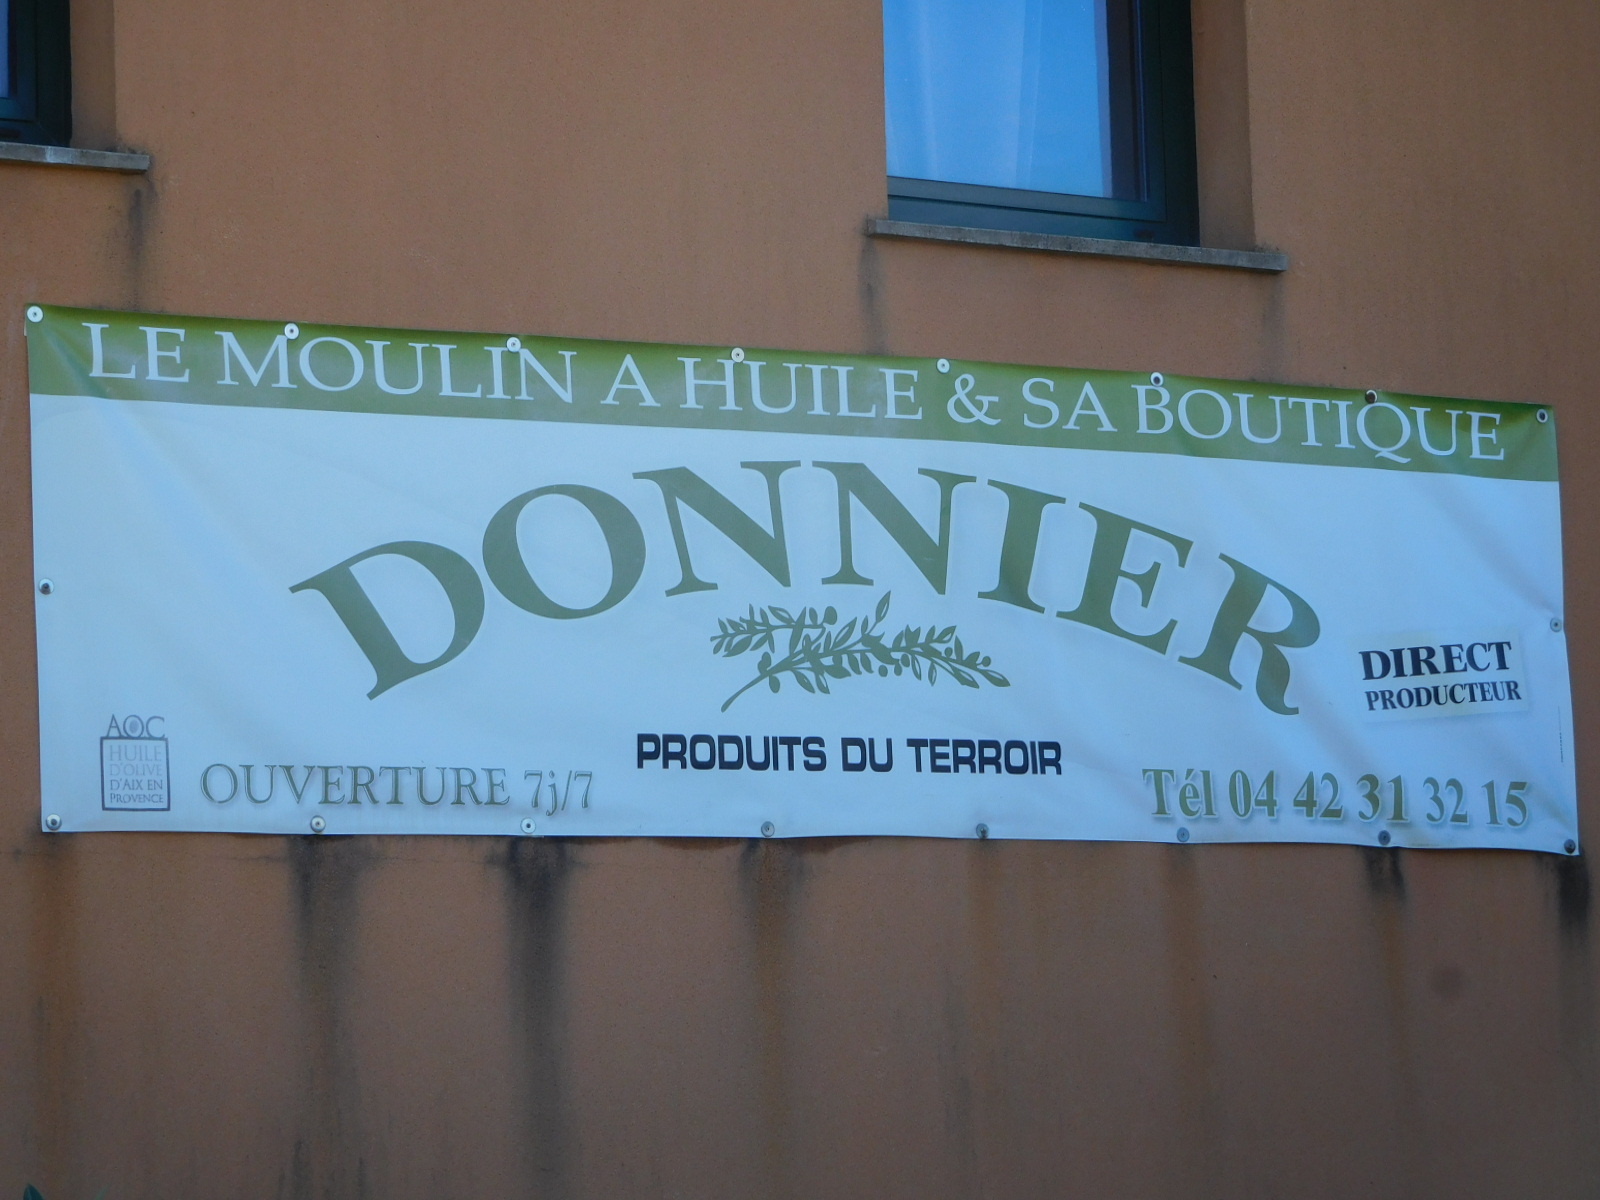 LE MOULIN A HUILE & SA BOUTIQUE
DONNIER
DIRECT
PRODUCTEUR
PRODUITS DU TERROIR
AOC
HUILE
D'OLIVE
D'AIX EN
PROVENCE
OUVERTURE 7j/7
Tél 04 42 31 32 15